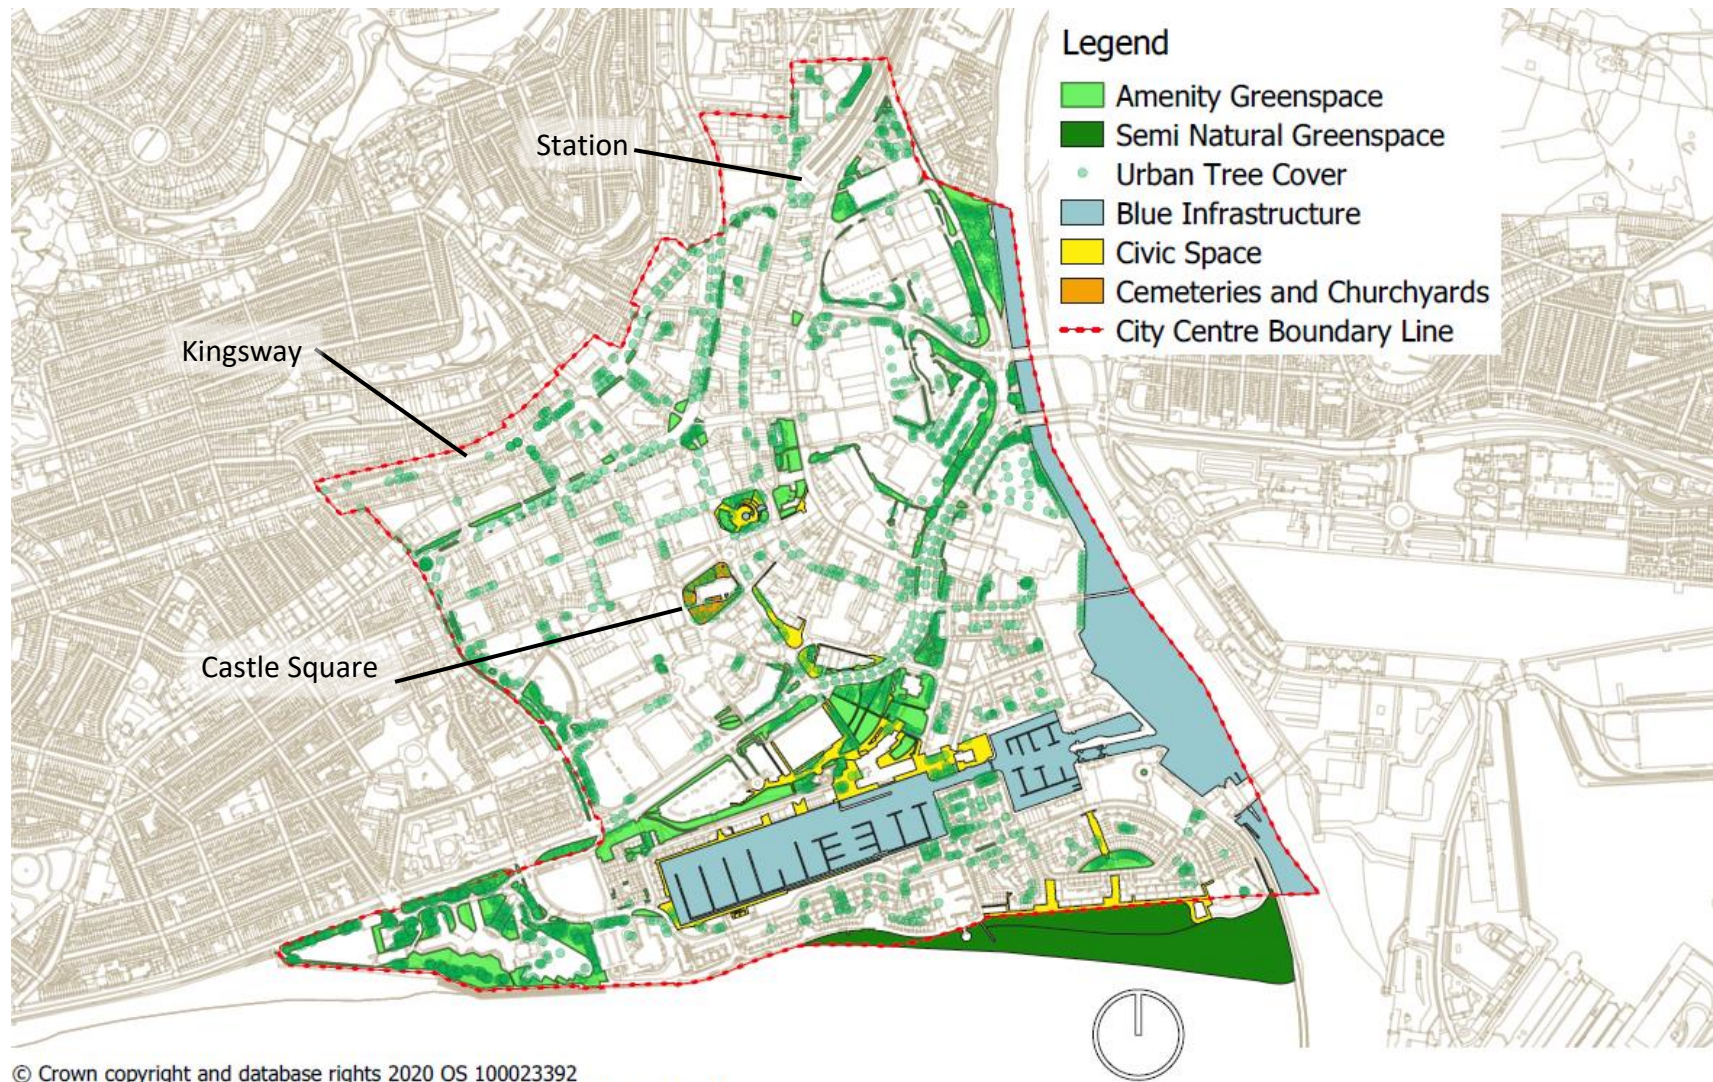 Legend
Amenity Greenspace
Semi Natural Greenspace
Urban Tree Cover
Blue Infrastructure
Civic Space
Cemeteries and Churchyards
City Centre Boundary Line
Station
Kingsway
Castle Square
© Crown copyright and database rights 2020 OS 100023392